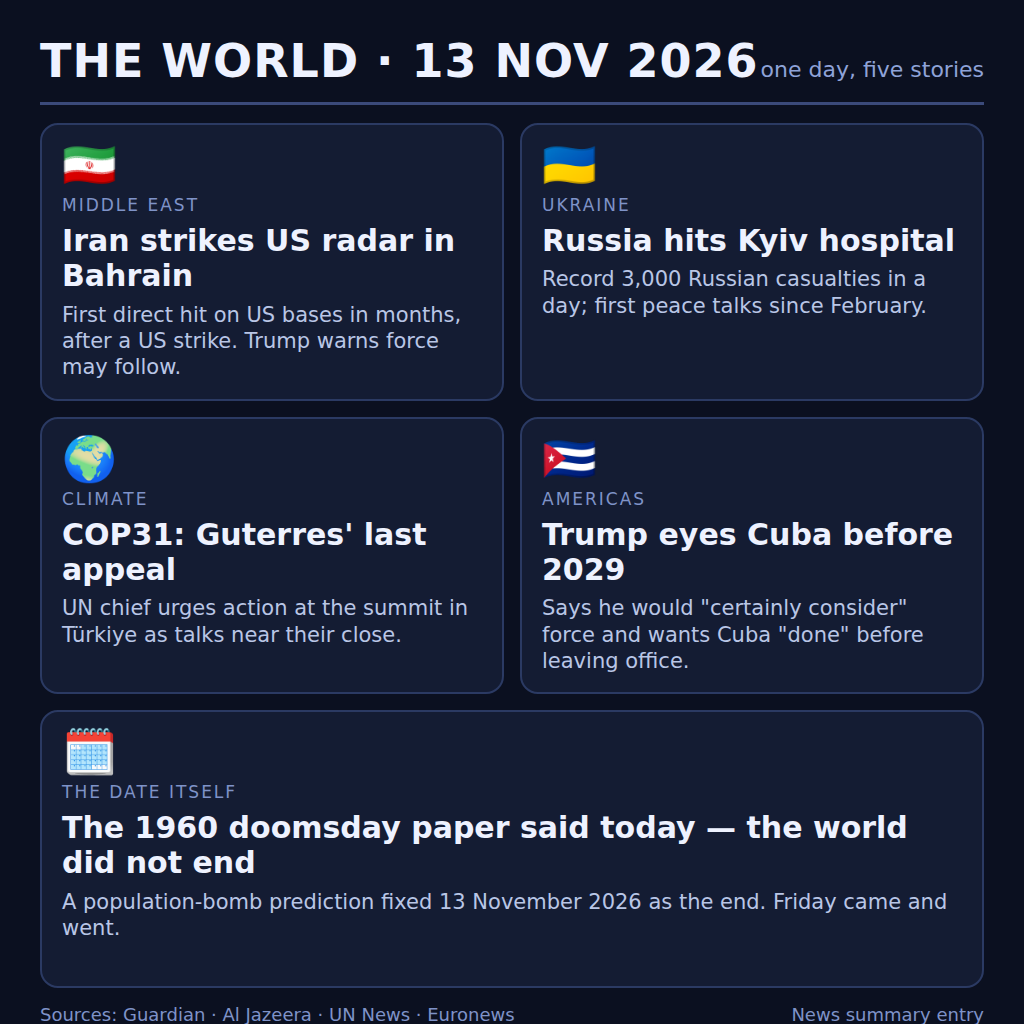 THE WORLD · 13 NOV 2026
one day, five stories
MIDDLE EAST
Iran strikes US radar in
Bahrain
First direct hit on US bases in months,
after a US strike. Trump warns force
may follow.
UKRAINE
Russia hits Kyiv hospital
Record 3,000 Russian casualties in a
day; first peace talks since February.
CLIMATE
COP31: Guterres' last
appeal
UN chief urges action at the summit in
Türkiye as talks near their close.
AMERICAS
Trump eyes Cuba before
2029
Says he would "certainly consider"
force and wants Cuba "done" before
leaving office.
THE DATE ITSELF
The 1960 doomsday paper said today — the world
did not end
A population-bomb prediction fixed 13 November 2026 as the end. Friday came and
went.
Sources: Guardian · Al Jazeera · UN News · Euronews
News summary entry